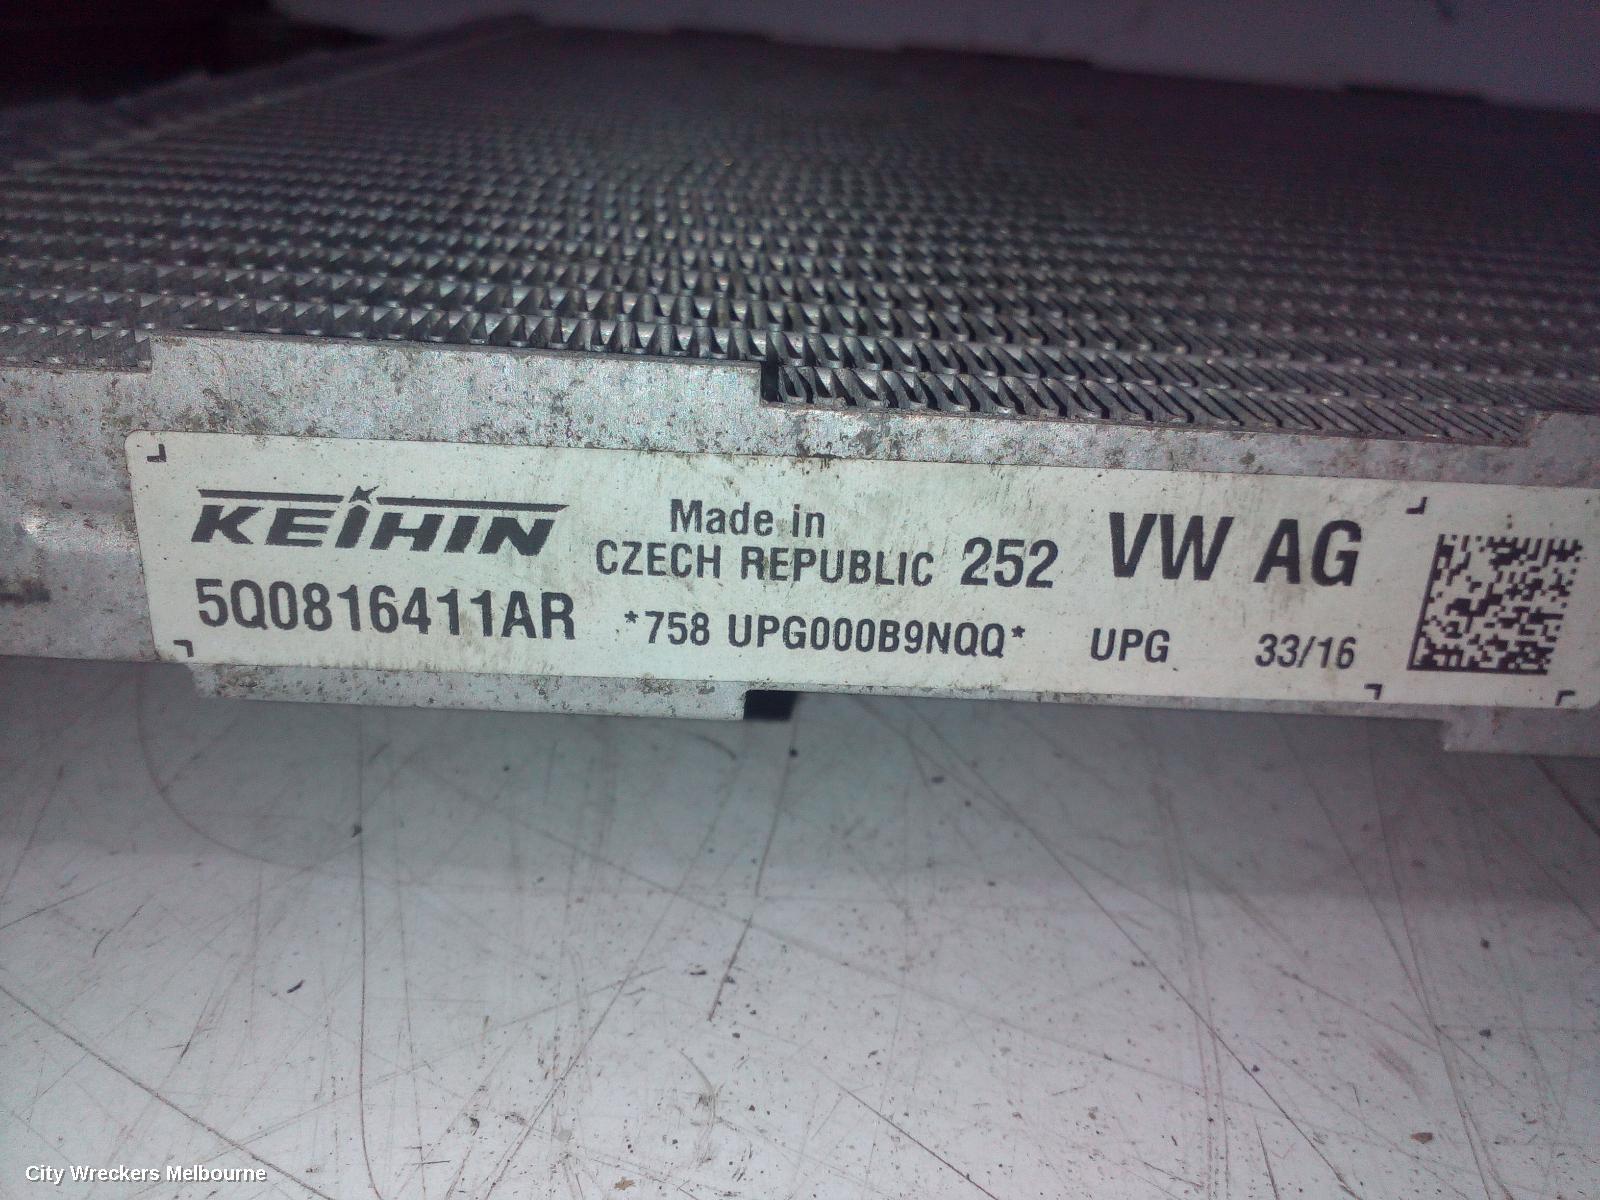 KEIHIN
Made in
CZECH REPUBLIC 252 VW AG
5Q0816411AR *758 UPG000B9NQQ* UPG 33/16
City Wreckers Melbourne